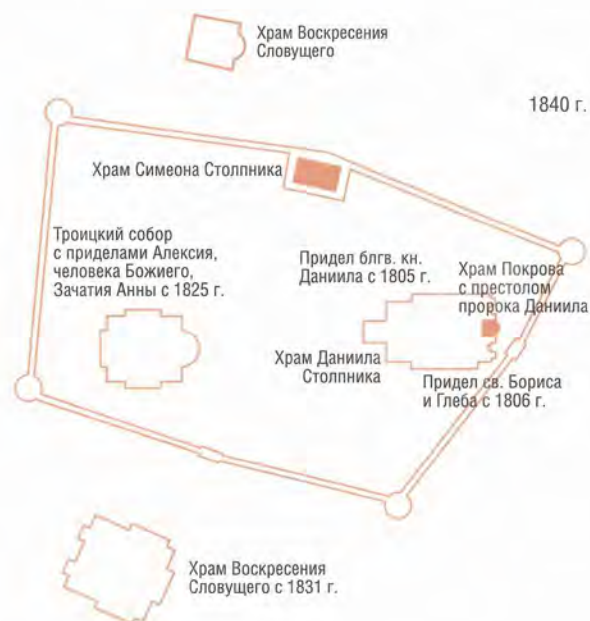 Храм Воскресения
Словущего
1840 г.
Храм Симеона Столпника
Троицкий собор
с приделами Алексия,
человека Божиего,
Зачатия Анны с 1825 г.
Придел блгв. кн.
Даниила с 1805 г.
Храм Покрова
с престолом
пророка Даниила
Храм Даниила
Столпника
Придел св. Бориса
и Глеба с 1806 г.
Храм Воскресения
Словущего с 1831 г.